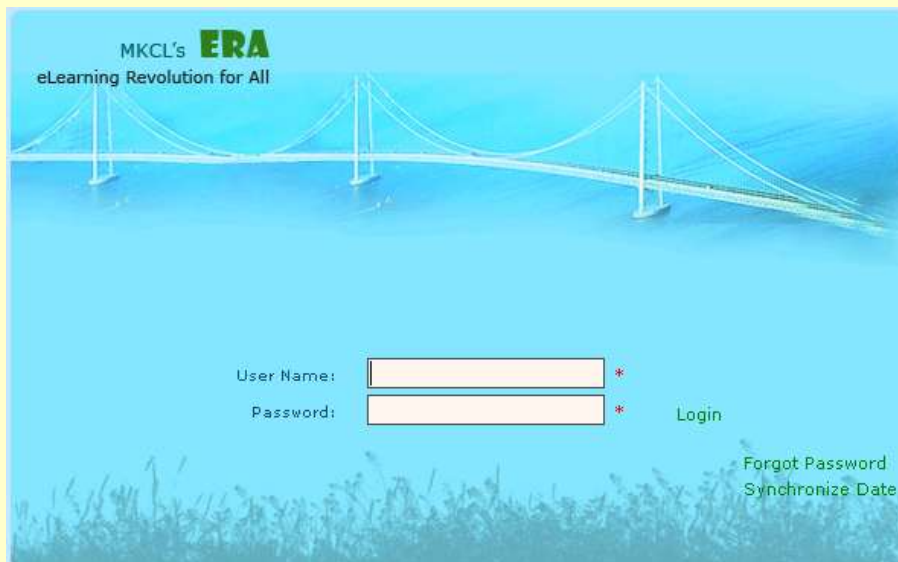 MKCL's ERA
eLearning Revolution for All
User Name: *
Password: * Login
Forgot Password
Synchronize Date